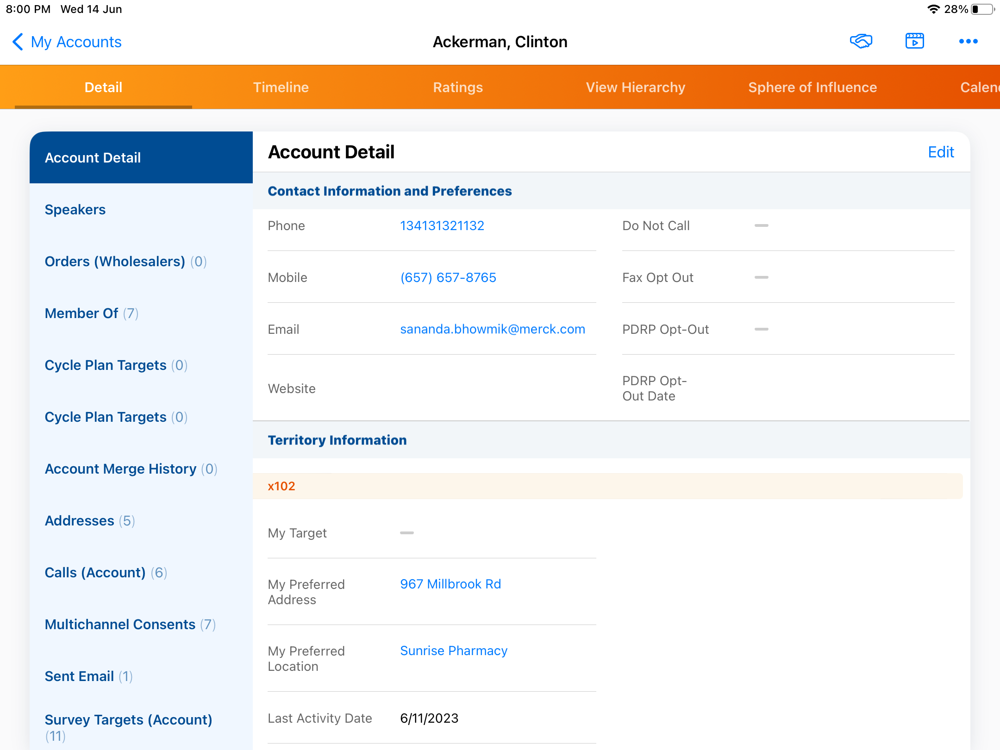 8:00 PM Wed 14 Jun
28%
My Accounts
Ackerman, Clinton
Detail
Timeline
Ratings
View Hierarchy
Sphere of Influence
Calen
Account Detail
Speakers
Orders (Wholesalers) (0)
Member Of (7)
Cycle Plan Targets (0)
Cycle Plan Targets (0)
Account Merge History (0)
Addresses (5)
Calls (Account) (6)
Multichannel Consents (7)
Sent Email (1)
Survey Targets (Account)
(11)
Account Detail
Edit
Contact Information and Preferences
Phone 134131321132
Do Not Call
Mobile (657) 657-8765
Fax Opt Out
Email sananda.bhowmik@merck.com
PDRP Opt-Out
Website
PDRP Opt-
Out Date
Territory Information
x102
My Target
My Preferred
Address
967 Millbrook Rd
My Preferred
Location
Sunrise Pharmacy
Last Activity Date 6/11/2023